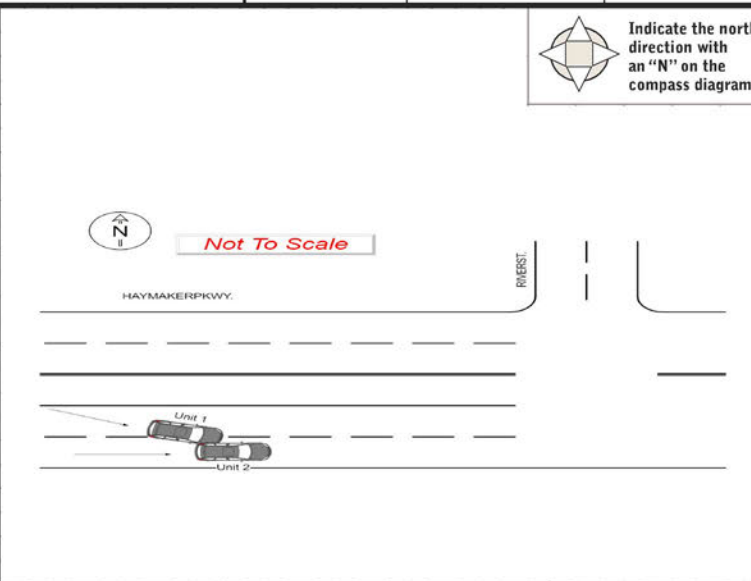 Indicate the north
direction with
an “N” on the
compass diagram
N
Not To Scale
RIVERST.
HAYMAKERPKWY.
Unit 1
Unit 2